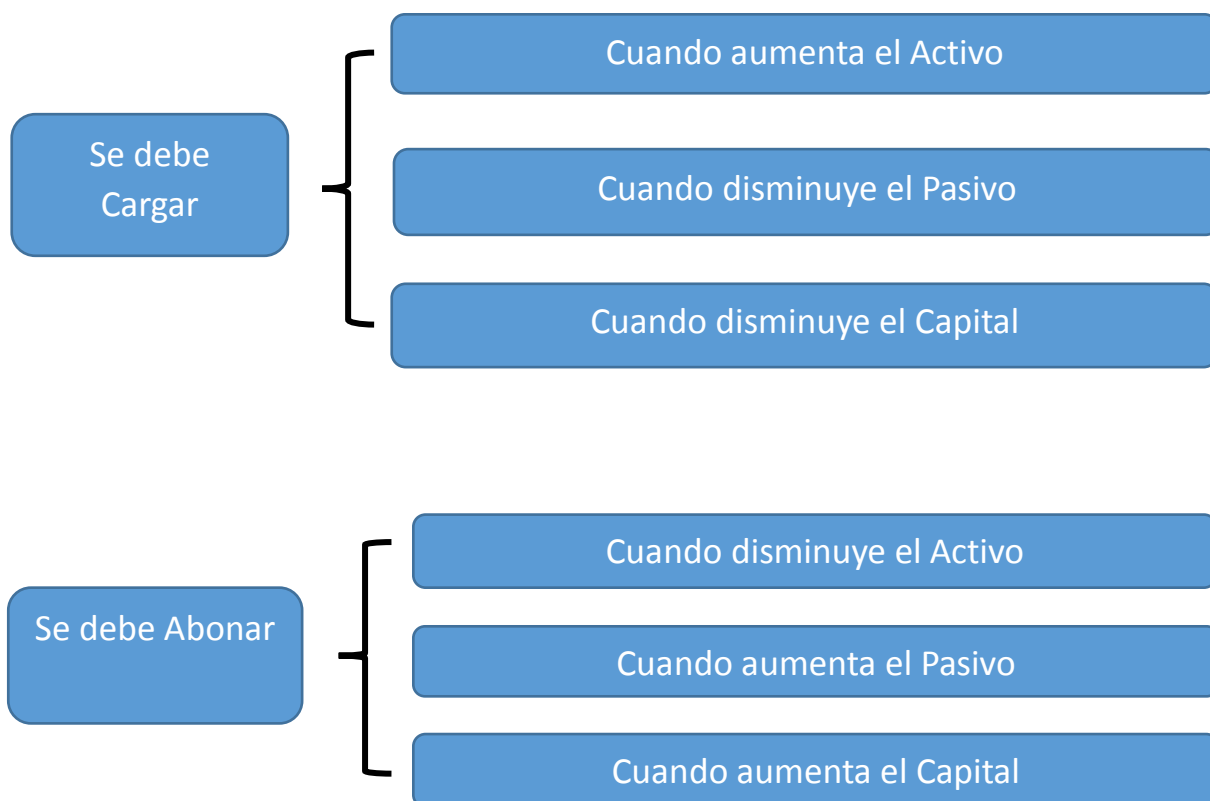 Cuando aumenta el Activo
Se debe
Cargar
Cuando disminuye el Pasivo
Cuando disminuye el Capital
Cuando disminuye el Activo
Se debe Abonar
Cuando aumenta el Pasivo
Cuando aumenta el Capital